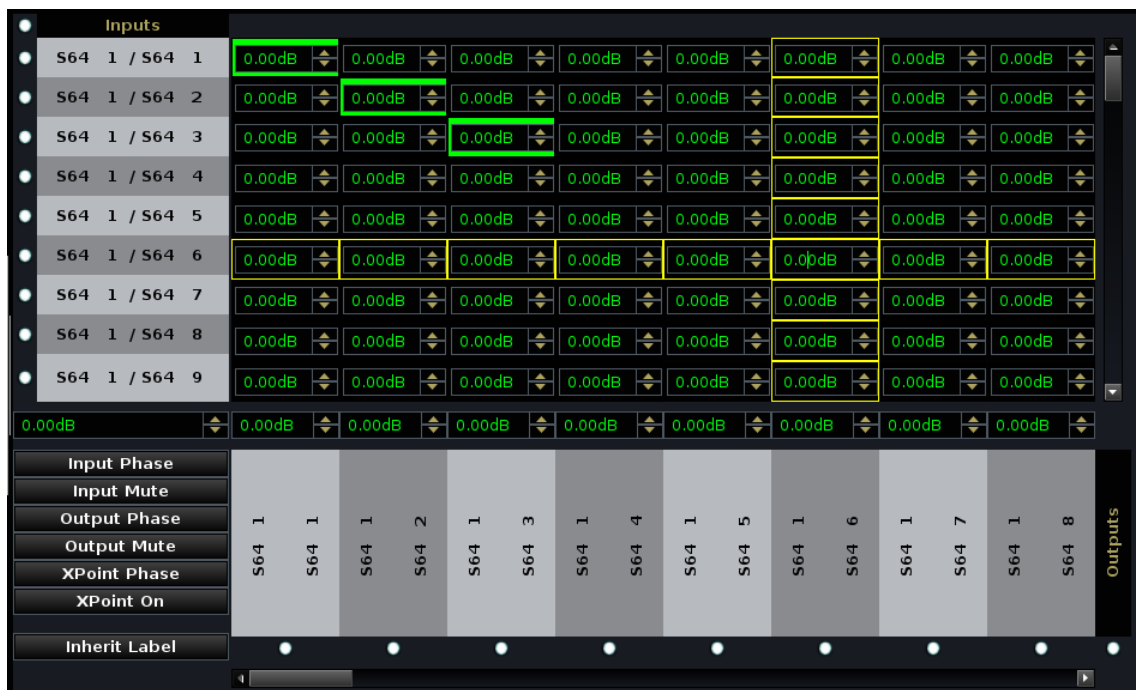 Inputs
S64 1 / S64 1 0.00dB 0.00dB 0.00dB 0.00dB 0.00dB 0.00dB 0.00dB 0.00dB
S64 1 / S64 2 0.00dB 0.00dB 0.00dB 0.00dB 0.00dB 0.00dB 0.00dB 0.00dB
S64 1 / S64 3 0.00dB 0.00dB 0.00dB 0.00dB 0.00dB 0.00dB 0.00dB 0.00dB
S64 1 / S64 4 0.00dB 0.00dB 0.00dB 0.00dB 0.00dB 0.00dB 0.00dB 0.00dB
S64 1 / S64 5 0.00dB 0.00dB 0.00dB 0.00dB 0.00dB 0.00dB 0.00dB 0.00dB
S64 1 / S64 6 0.00dB 0.00dB 0.00dB 0.00dB 0.00dB 0.00dB 0.00dB 0.00dB
S64 1 / S64 7 0.00dB 0.00dB 0.00dB 0.00dB 0.00dB 0.00dB 0.00dB 0.00dB
S64 1 / S64 8 0.00dB 0.00dB 0.00dB 0.00dB 0.00dB 0.00dB 0.00dB 0.00dB
S64 1 / S64 9 0.00dB 0.00dB 0.00dB 0.00dB 0.00dB 0.00dB 0.00dB 0.00dB
0.00dB 0.00dB 0.00dB 0.00dB 0.00dB 0.00dB 0.00dB 0.00dB 0.00dB
Input Phase
Input Mute
Output Phase
Output Mute
XPoint Phase
XPoint On
Inherit Label
S64 1
S64 1
S64 1
S64 2
S64 1
S64 3
S64 1
S64 4
S64 1
S64 5
S64 1
S64 6
S64 1
S64 7
S64 1
S64 8
Outputs